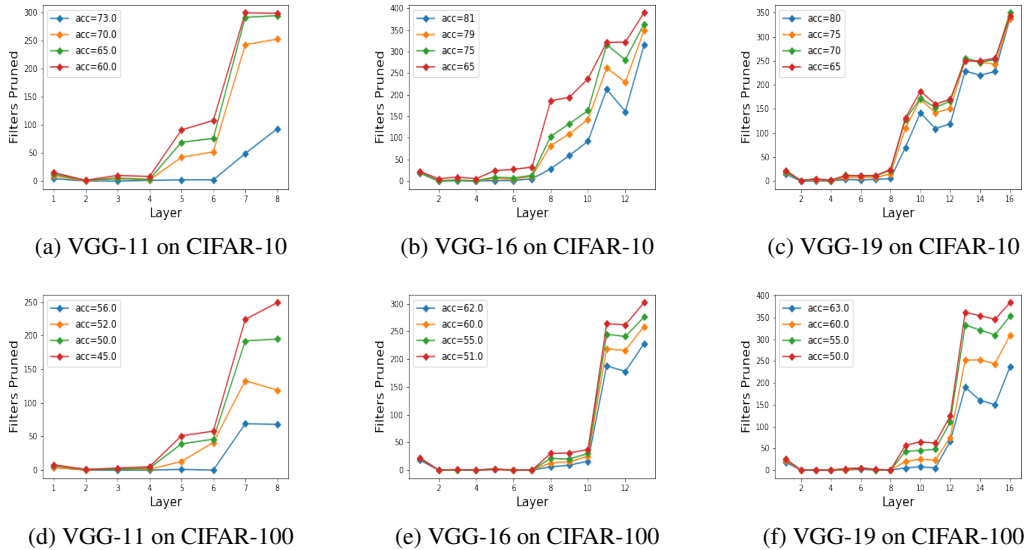 acc=73.0
acc=70.0
acc=65.0
acc=60.0
Filters Pruned
300
250
200
150
100
50
0
1 2 3 4 5 6 7 8
Layer
(a) VGG-11 on CIFAR-10
acc=81
acc=79
acc=75
acc=65
Filters Pruned
400
350
300
250
200
150
100
50
0
2 4 6 8 10 12
Layer
(b) VGG-16 on CIFAR-10
acc=80
acc=75
acc=70
acc=65
Filters Pruned
350
300
250
200
150
100
50
0
2 4 6 8 10 12 14 16
Layer
(c) VGG-19 on CIFAR-10
acc=56.0
acc=52.0
acc=50.0
acc=45.0
Filters Pruned
250
200
150
100
50
0
1 2 3 4 5 6 7 8
Layer
(d) VGG-11 on CIFAR-100
acc=62.0
acc=60.0
acc=55.0
acc=51.0
Filters Pruned
300
250
200
150
100
50
0
2 4 6 8 10 12
Layer
(e) VGG-16 on CIFAR-100
acc=63.0
acc=60.0
acc=55.0
acc=50.0
Filters Pruned
400
350
300
250
200
150
100
50
0
2 4 6 8 10 12 14 16
Layer
(f) VGG-19 on CIFAR-100